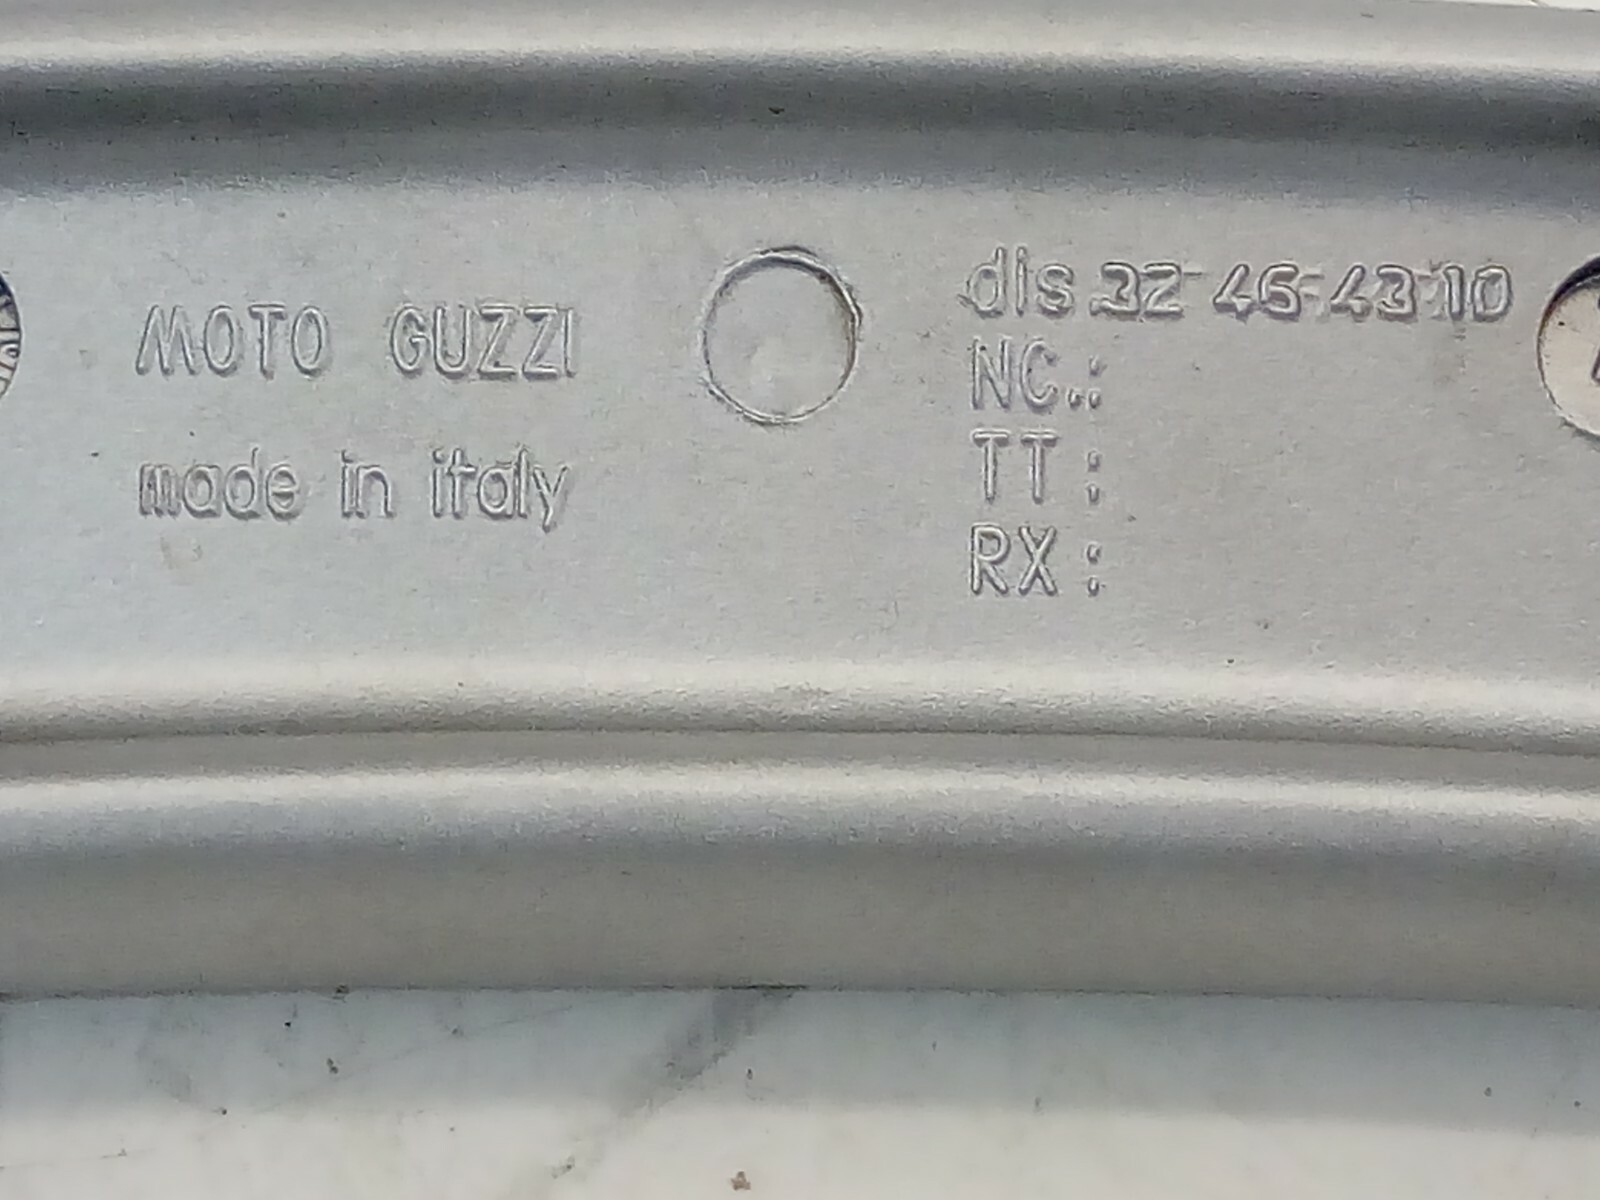 MOTO GUZZI
made in italy
dis 32 46 43 10
NC.:
TT :
RX :